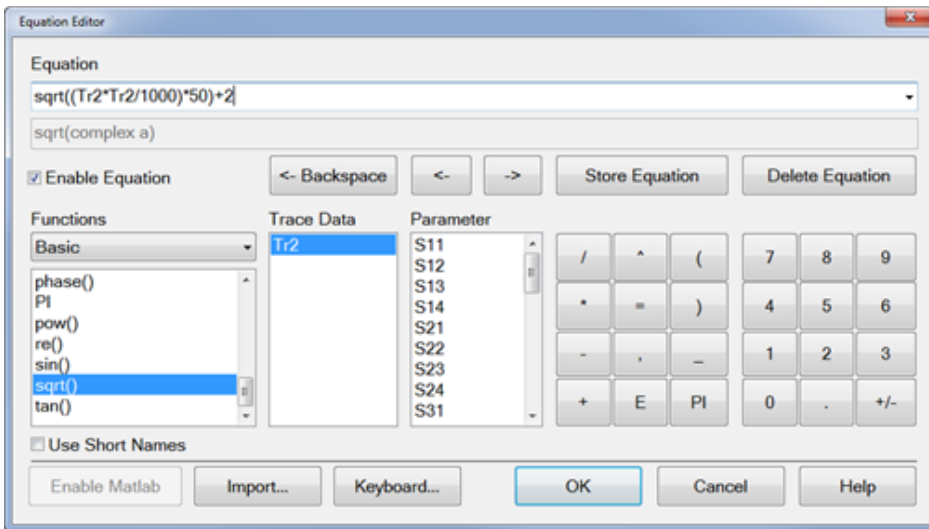 Equation Editor
x
Equation
sqrt((Tr2*Tr2/1000)*50)+2
sqrt(complex a)
Enable Equation
<- Backspace
<-
->
Store Equation
Delete Equation
Functions
Trace Data
Parameter
Basic
Tr2
phase()
PI
pow()
re()
sin()
sqrt()
tan()
S11
S12
S13
S14
S21
S22
S23
S24
S31
/ ^ ( 7 8 9
* = ) 4 5 6
- , _ 1 2 3
+ E PI 0 . +/-
Use Short Names
Enable Matlab
Import...
Keyboard...
OK
Cancel
Help